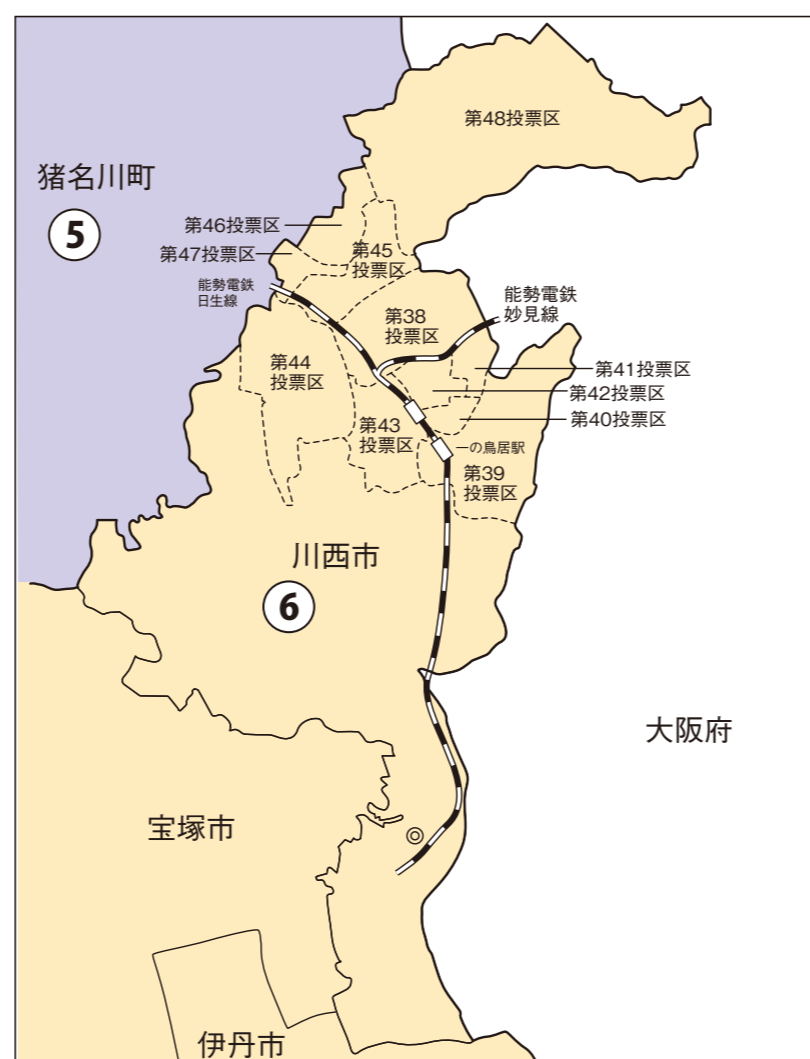 第48投票区
猪名川町
5
第46投票区
第45
投票区
第47投票区
能勢電鉄
日生線
能勢電鉄
妙見線
第38
投票区
第44
投票区
第41投票区
第42投票区
第40投票区
第43
投票区
一の鳥居駅
第39
投票区
川西市
6
大阪府
宝塚市
伊丹市